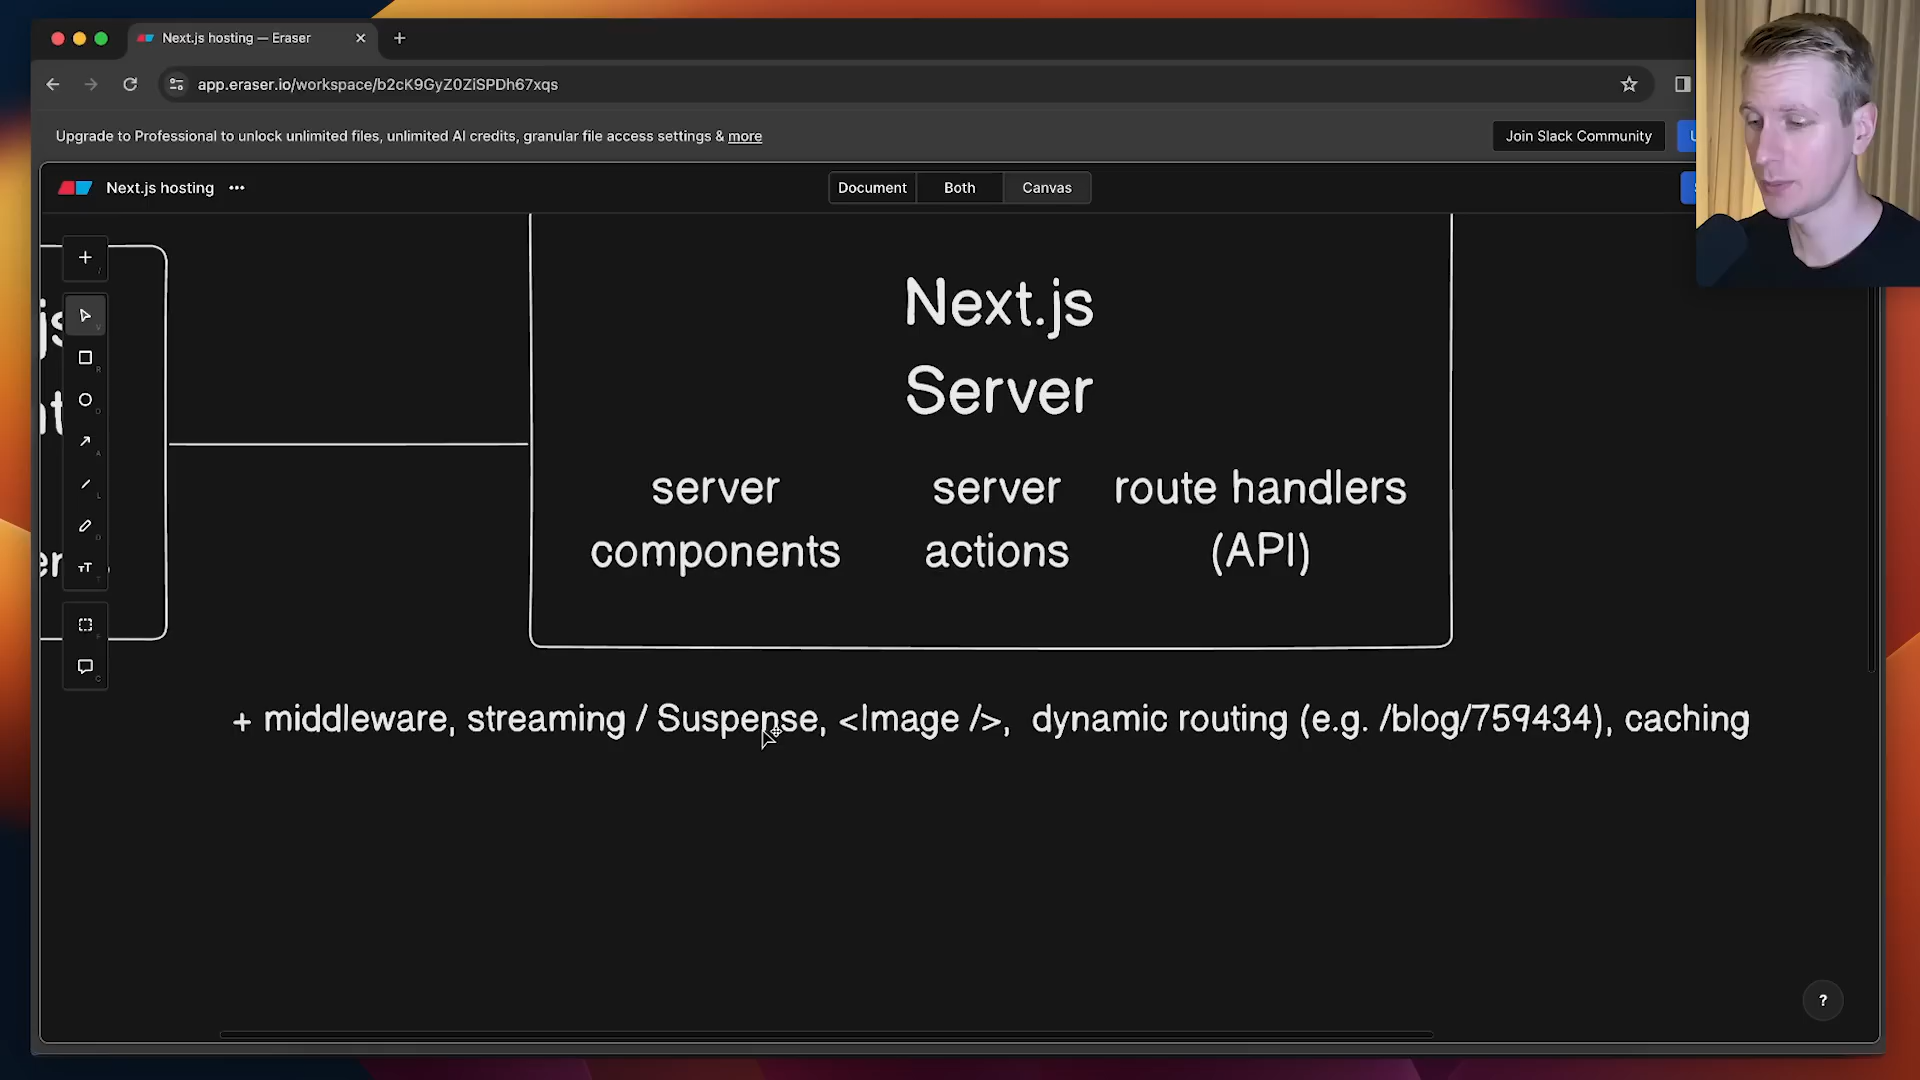 Next.js hosting — Eraser
app.eraser.io/workspace/b2cK9GyZ0ZiSPDh67xqs
Upgrade to Professional to unlock unlimited files, unlimited AI credits, granular file access settings & more
Join Slack Community
Next.js hosting
Document
Both
Canvas
Next.js
Server
server
components
server
actions
route handlers
(API)
+ middleware, streaming / Suspense, <Image />, dynamic routing (e.g. /blog/759434), caching
?